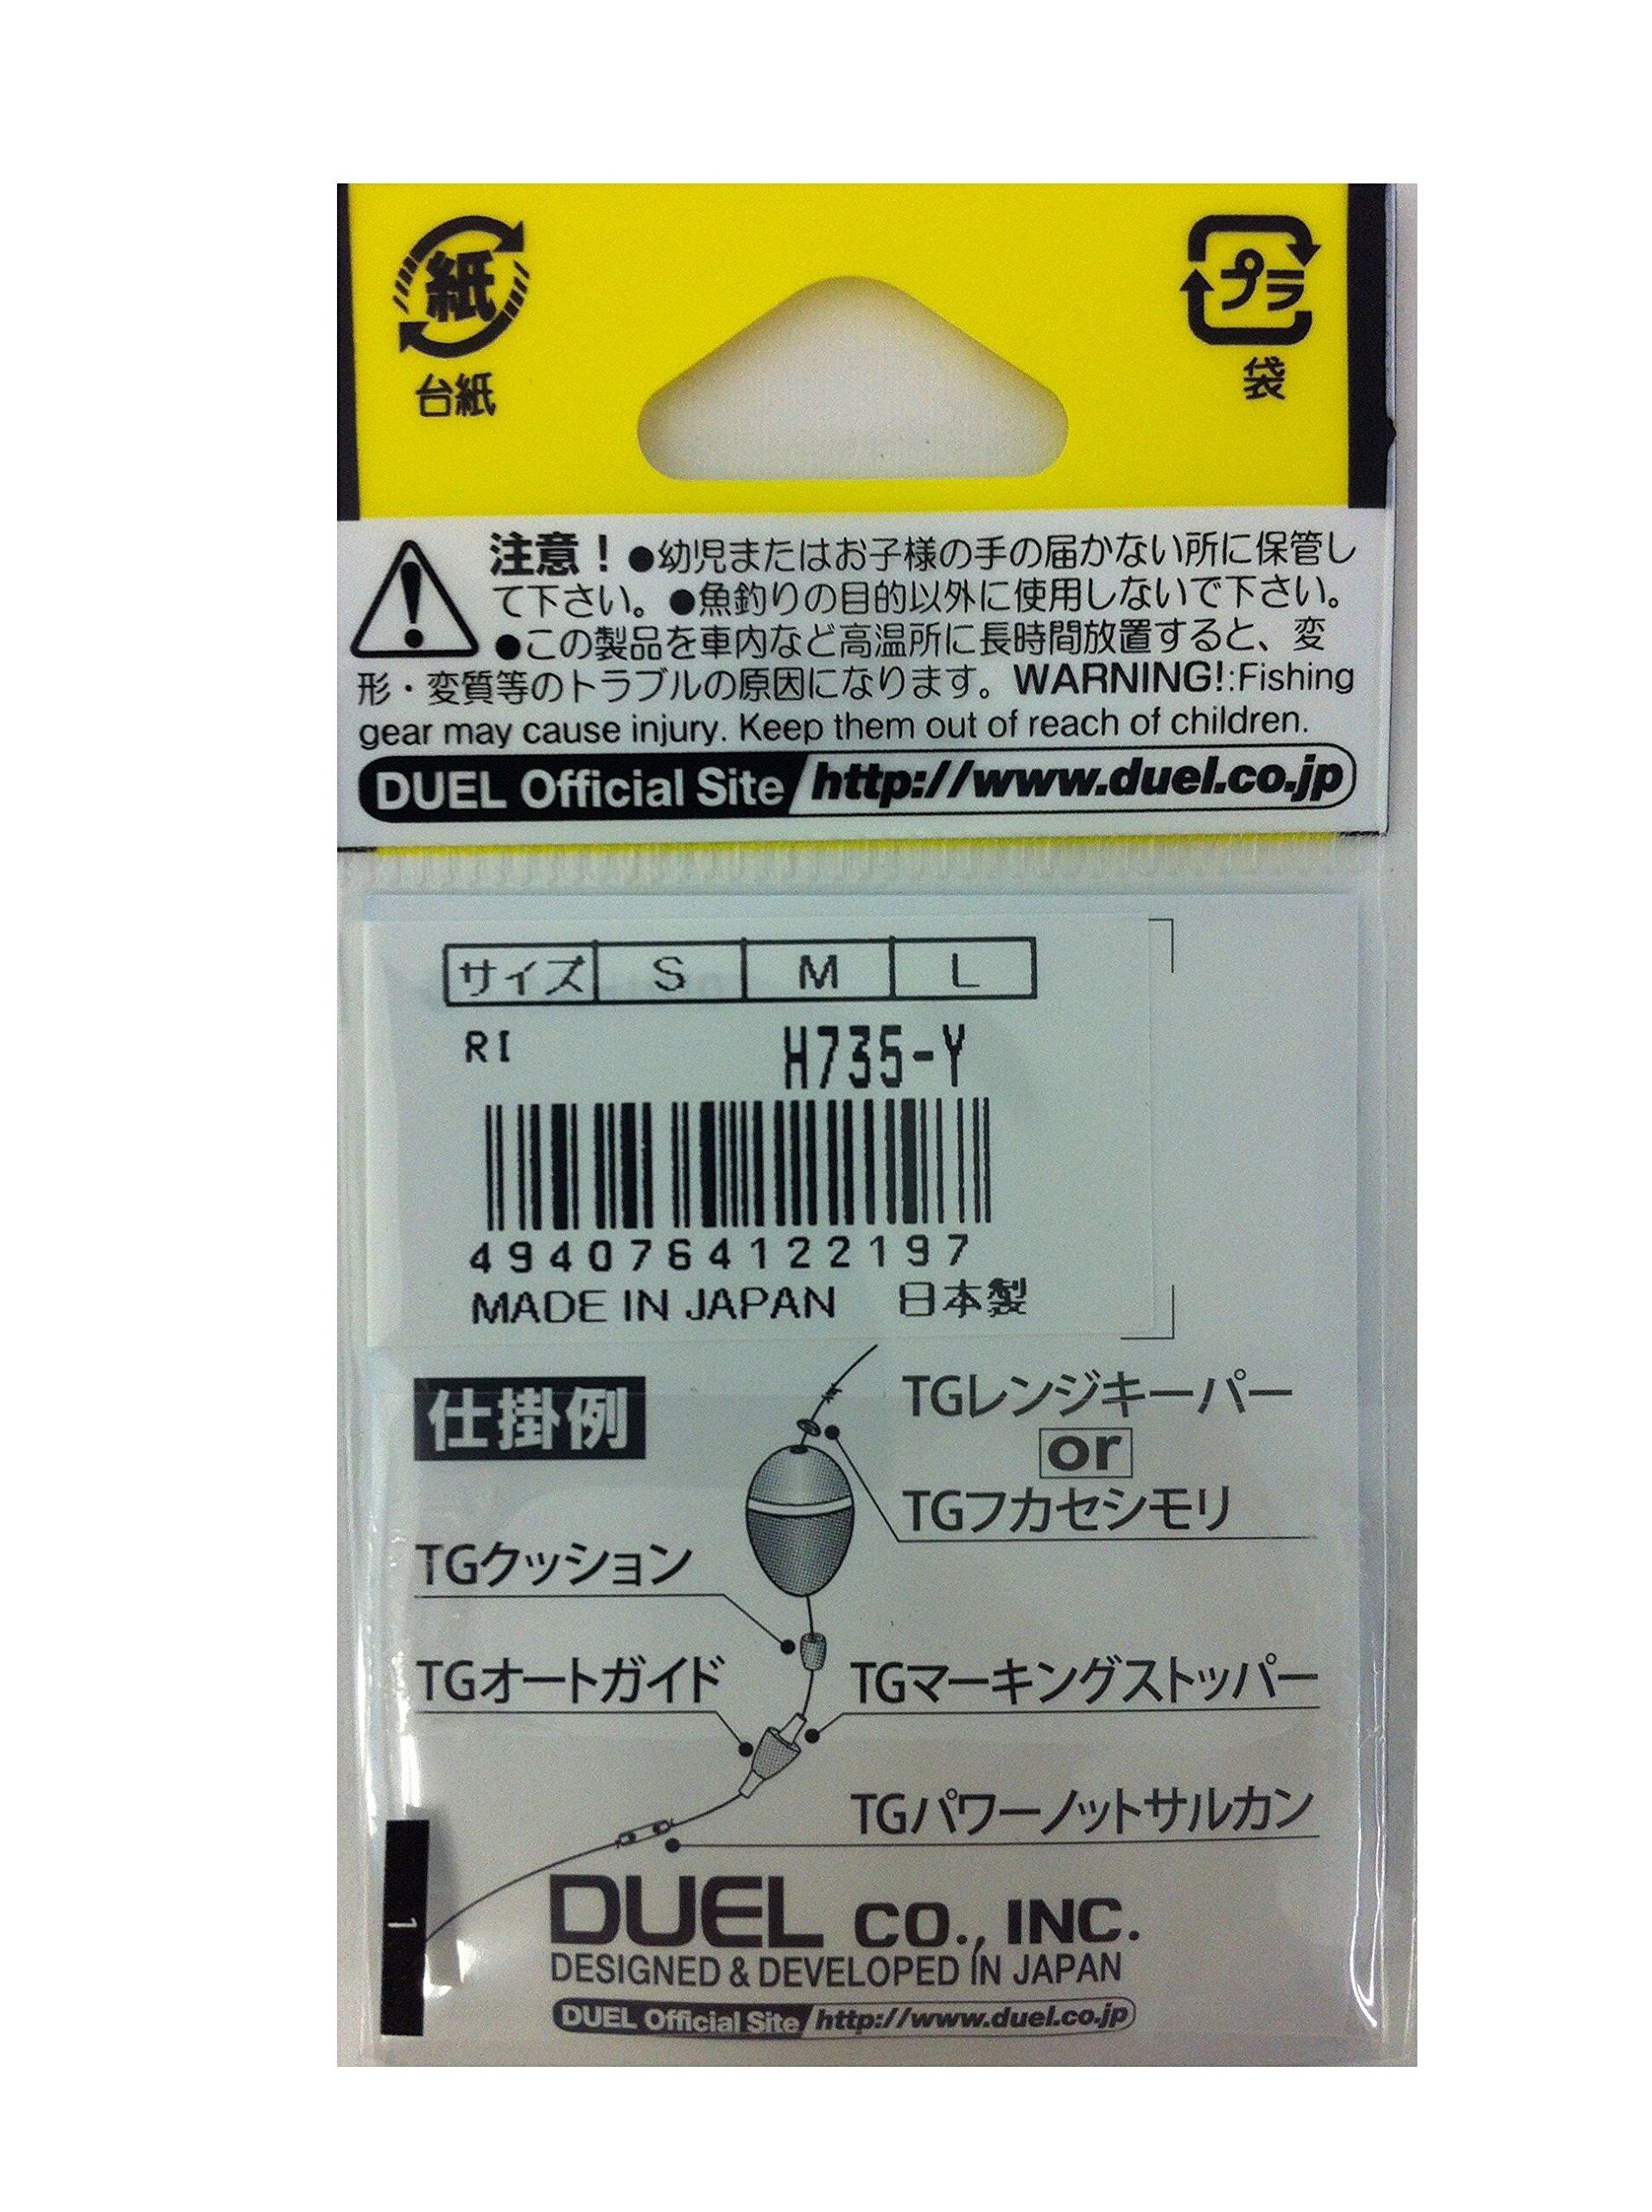 紙
プラ
台紙
袋
注意！●幼児またはお子様の手の届かない所に保管し
て下さい。●魚釣りの目的以外に使用しないで下さい。
●この製品を車内など高温所に長時間放置すると、変
形・変質等のトラブルの原因になります。WARNING!:Fishing
gear may cause injury. Keep them out of reach of children.
DUEL Official Site http://www.duel.co.jp
サイズ S M L
RI H735-Y
4940764122197
MADE IN JAPAN 日本製
仕掛例
TGレンジキーパー
or
TGフカセシモリ
TGクッション
TGオートガイド
TGマーキングストッパー
TGパワーノットサルカン
1
DUEL CO., INC.
DESIGNED & DEVELOPED IN JAPAN
DUEL Official Site http://www.duel.co.jp